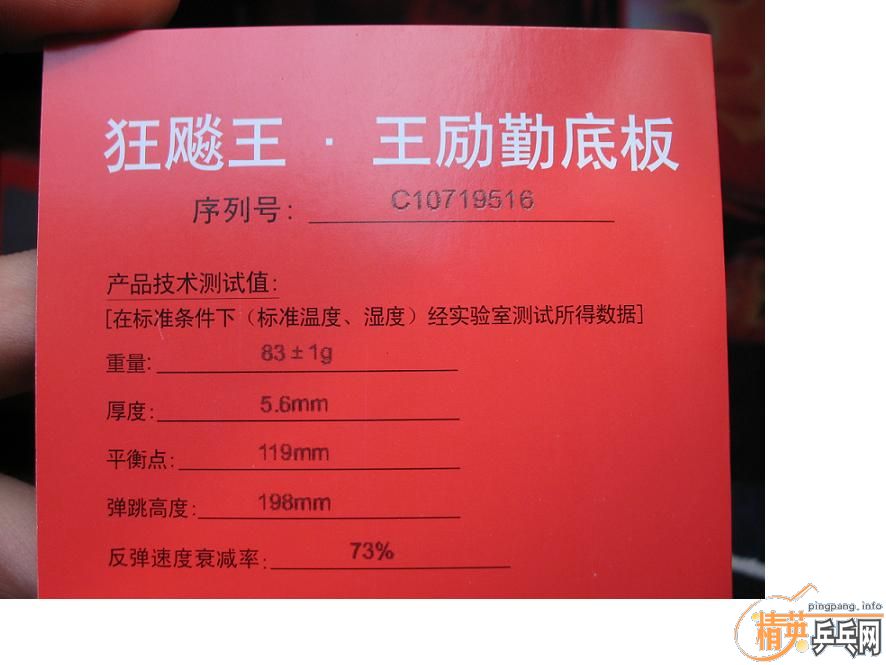 狂飚王·王励勤底板
序列号: C10719516
产品技术测试值:
[在标准条件下（标准温度、湿度）经实验室测试所得数据]
重量: 83±1g
厚度: 5.6mm
平衡点: 119mm
弹跳高度: 198mm
反弹速度衰减率: 73%
pingpang.info
精英乒乓网